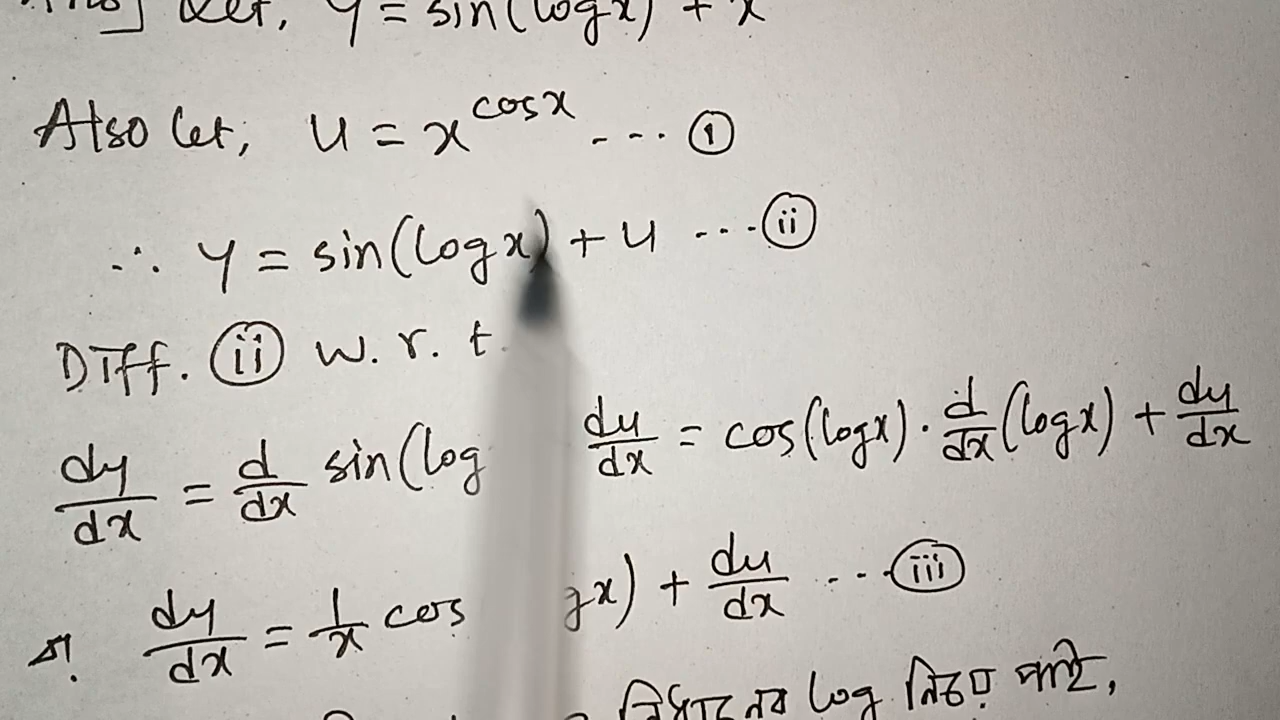 Let, y = sin(log x) + x
Also let, u = x^cosx ... ①
∴ y = sin(log x) + u ... ⓘⓘ
Diff. ⓘⓘ w. r. t.
dy/dx = d/dx sin(log du/dx = cos(log x) · d/dx (log x) + du/dx
বা. dy/dx = 1/x cos gx) + du/dx ... ⓘⓘⓘ
log নিয়ে পাই,